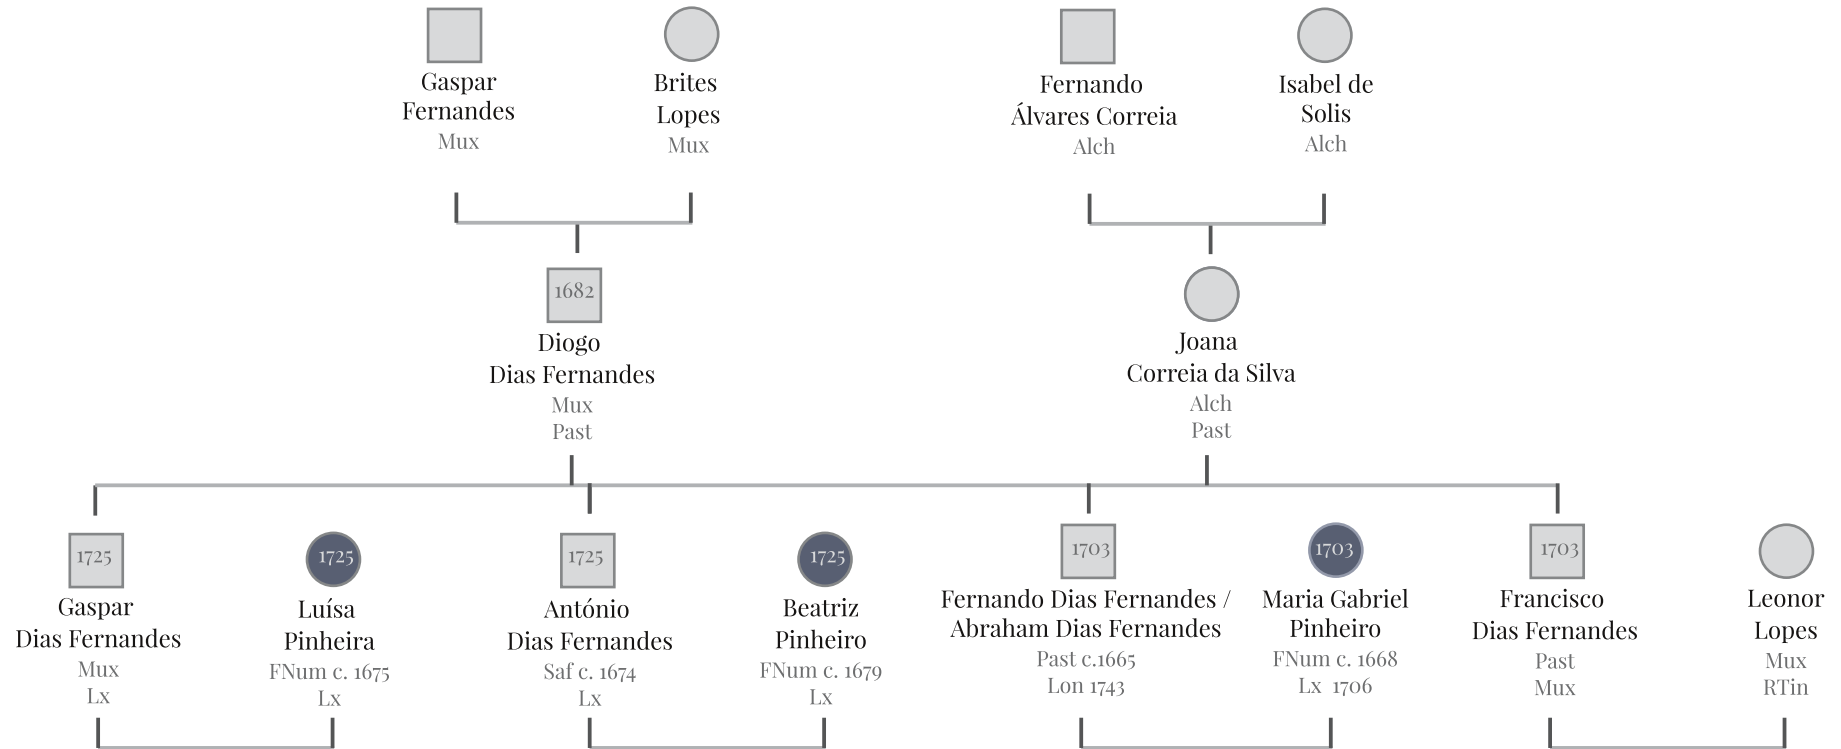 Gaspar
Fernandes
Mux
Brites
Lopes
Mux
Fernando
Álvares Correia
Alch
Isabel de
Solis
Alch
1682
Diogo
Dias Fernandes
Mux
Past
Joana
Correia da Silva
Alch
Past
1725
Gaspar
Dias Fernandes
Mux
Lx
1725
Luísa
Pinheira
FNum c. 1675
Lx
1725
António
Dias Fernandes
Saf c. 1674
Lx
1725
Beatriz
Pinheiro
FNum c. 1679
Lx
1703
Fernando Dias Fernandes /
Abraham Dias Fernandes
Past c.1665
Lon 1743
1703
Maria Gabriel
Pinheiro
FNum c. 1668
Lx 1706
1703
Francisco
Dias Fernandes
Past
Mux
Leonor
Lopes
Mux
RTin